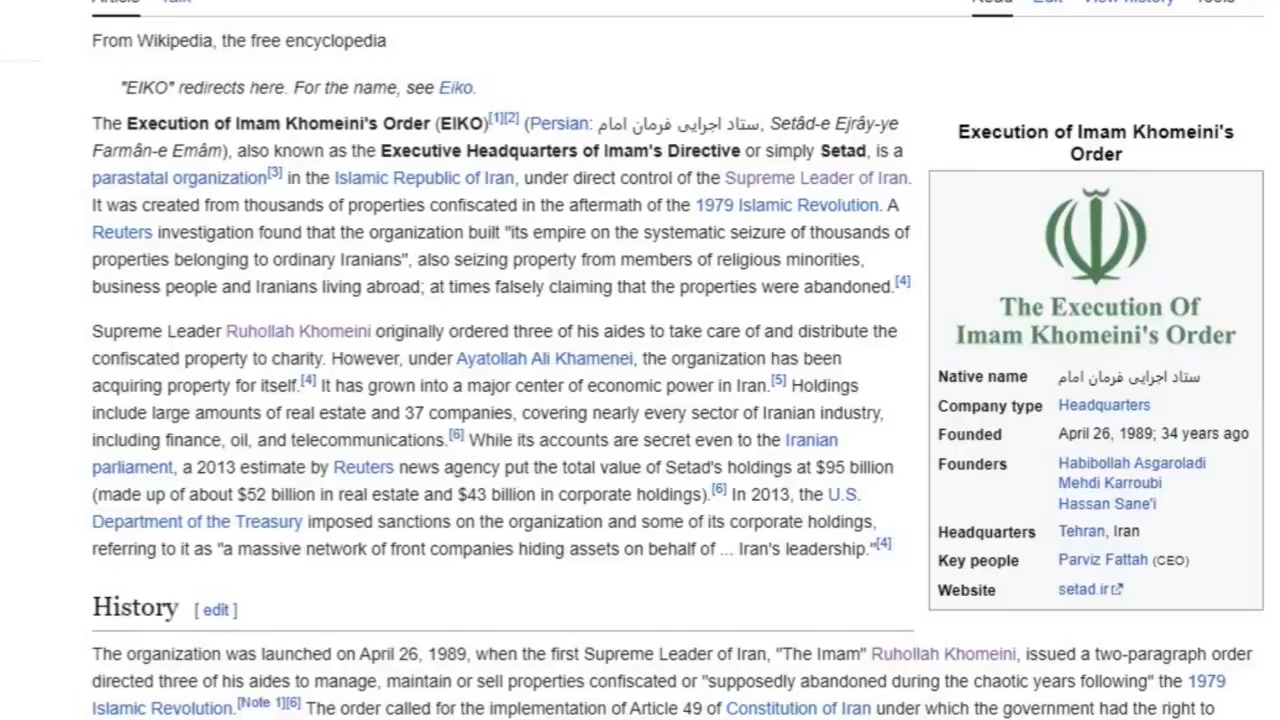 Article Talk Read Edit View history Tools
From Wikipedia, the free encyclopedia
"EIKO" redirects here. For the name, see Eiko.
The Execution of Imam Khomeini's Order (EIKO)[1][2] (Persian: ستاد اجرایی فرمان امام, Setâd-e Ejrây-ye
Farmân-e Emâm), also known as the Executive Headquarters of Imam's Directive or simply Setad, is a
parastatal organization[3] in the Islamic Republic of Iran, under direct control of the Supreme Leader of Iran.
It was created from thousands of properties confiscated in the aftermath of the 1979 Islamic Revolution. A
Reuters investigation found that the organization built "its empire on the systematic seizure of thousands of
properties belonging to ordinary Iranians", also seizing property from members of religious minorities,
business people and Iranians living abroad; at times falsely claiming that the properties were abandoned.[4]
Supreme Leader Ruhollah Khomeini originally ordered three of his aides to take care of and distribute the
confiscated property to charity. However, under Ayatollah Ali Khamenei, the organization has been
acquiring property for itself.[4] It has grown into a major center of economic power in Iran.[5] Holdings
include large amounts of real estate and 37 companies, covering nearly every sector of Iranian industry,
including finance, oil, and telecommunications.[6] While its accounts are secret even to the Iranian
parliament, a 2013 estimate by Reuters news agency put the total value of Setad's holdings at $95 billion
(made up of about $52 billion in real estate and $43 billion in corporate holdings).[6] In 2013, the U.S.
Department of the Treasury imposed sanctions on the organization and some of its corporate holdings,
referring to it as "a massive network of front companies hiding assets on behalf of ... Iran's leadership."[4]
Execution of Imam Khomeini's
Order
The Execution Of
Imam Khomeini's Order
Native name ستاد اجرایی فرمان امام
Company type Headquarters
Founded April 26, 1989; 34 years ago
Founders Habibollah Asgaroladi
Mehdi Karroubi
Hassan Sane'i
Headquarters Tehran, Iran
Key people Parviz Fattah (CEO)
Website setad.ir
History [ edit ]
The organization was launched on April 26, 1989, when the first Supreme Leader of Iran, "The Imam" Ruhollah Khomeini, issued a two-paragraph order
directed three of his aides to manage, maintain or sell properties confiscated or "supposedly abandoned during the chaotic years following" the 1979
Islamic Revolution.[Note 1][6] The order called for the implementation of Article 49 of Constitution of Iran under which the government had the right to